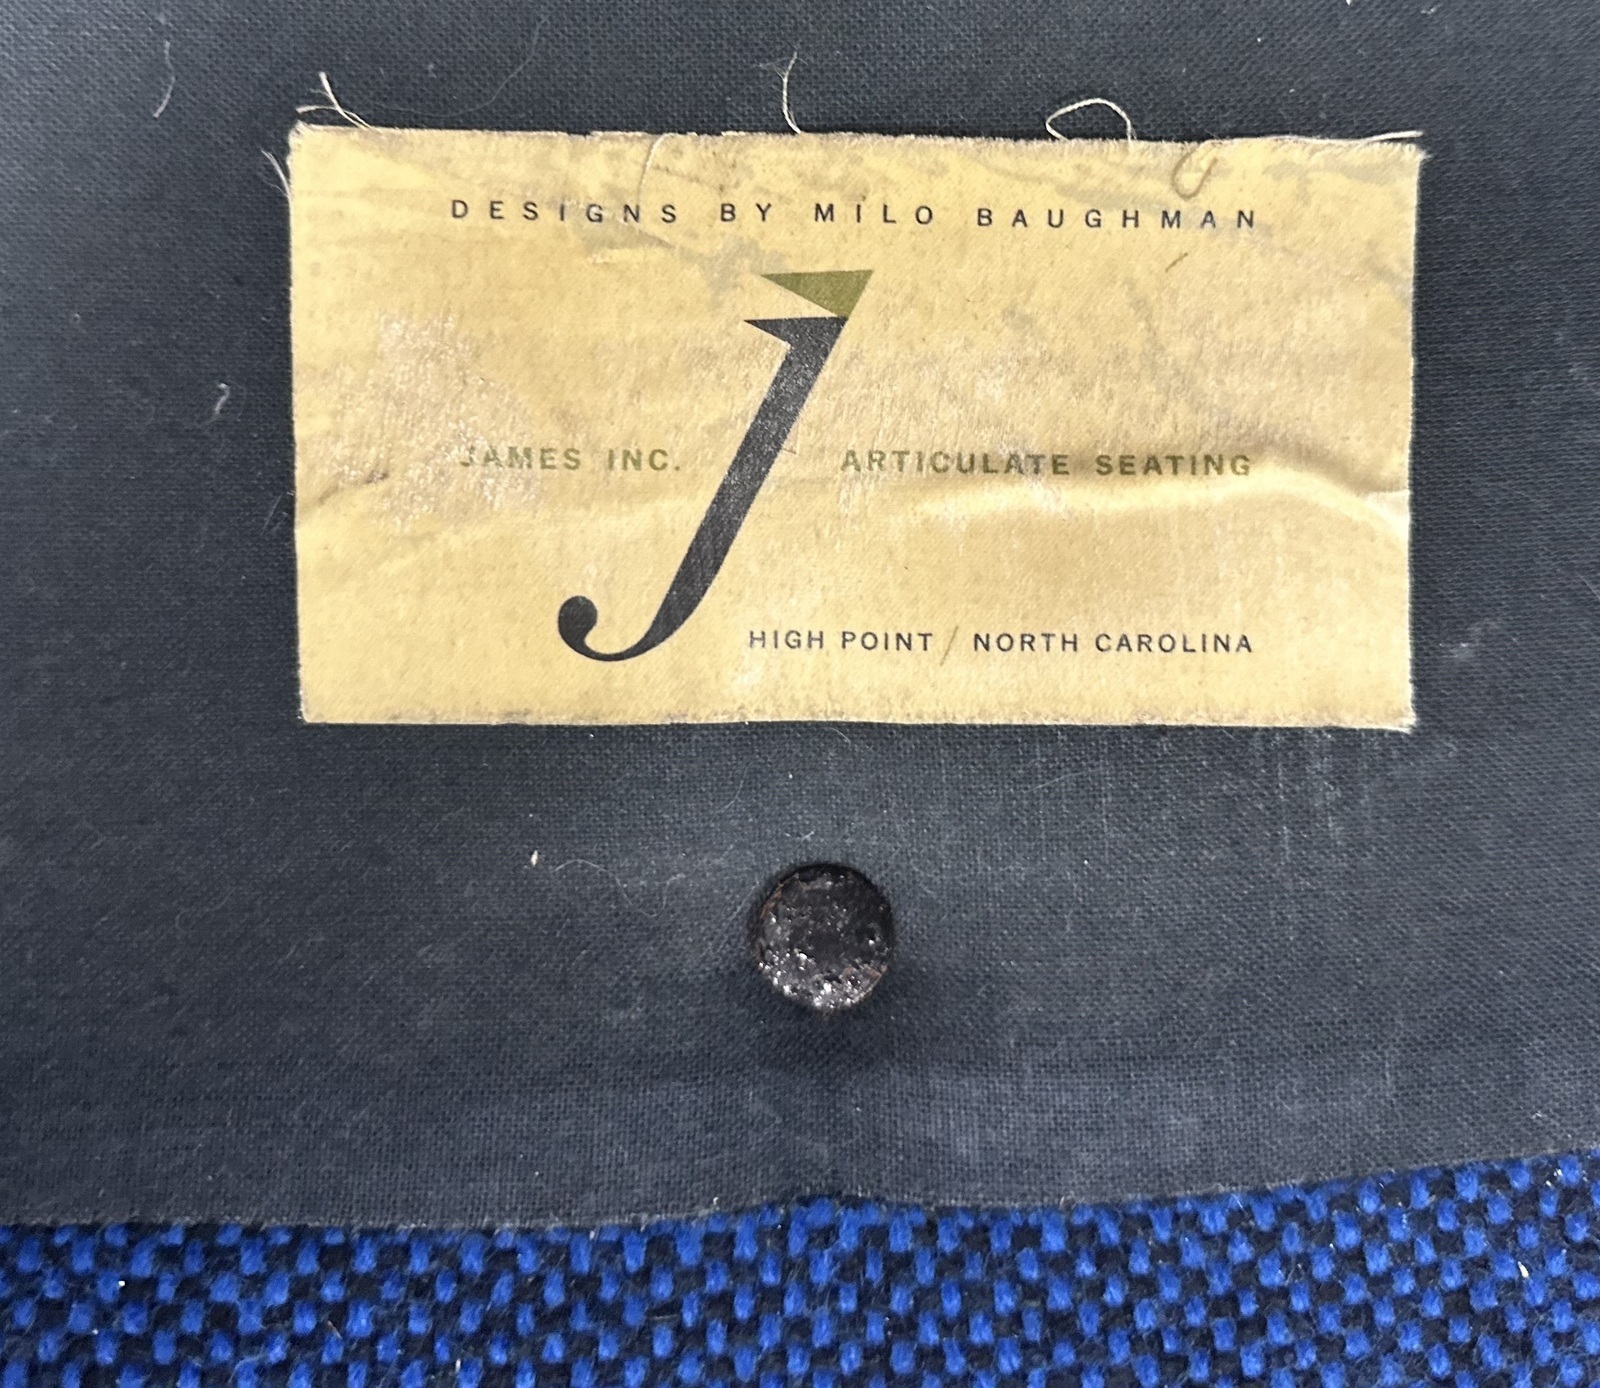 DESIGNS BY MILO BAUGHMAN
J
JAMES INC. ARTICULATE SEATING
HIGH POINT / NORTH CAROLINA